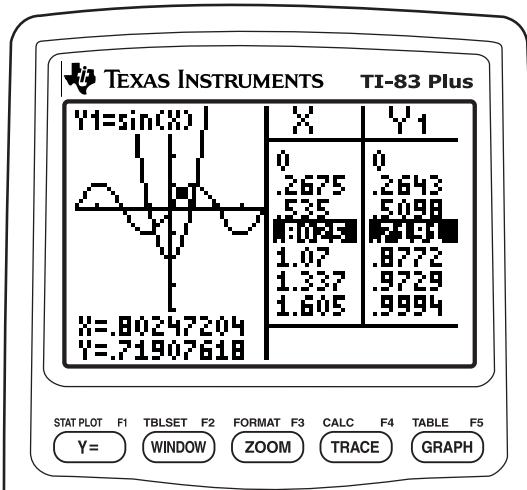 TEXAS INSTRUMENTS TI-83 Plus
Y1=sin(X)
X Y1
0 0
.2675 .2643
.535 .5098
.8025 .7191
1.07 .8772
1.337 .9729
1.605 .9994
X=.80247204
Y=.71907618
STAT PLOT F1 TBLSET F2 FORMAT F3 CALC F4 TABLE F5
Y= WINDOW ZOOM TRACE GRAPH